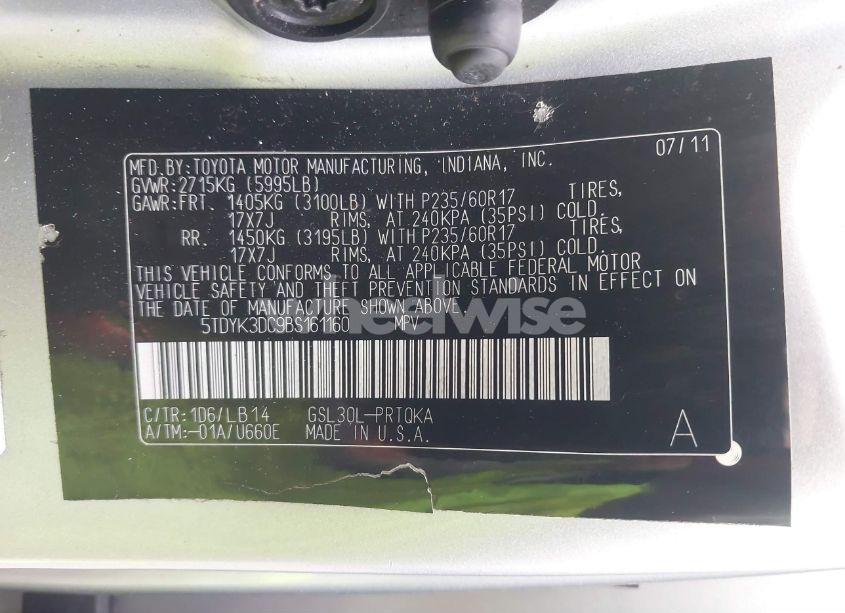 07/11
MFD.BY:TOYOTA MOTOR MANUFACTURING, INDIANA, INC.
GVWR:2715KG (5995LB)
GAWR:FRT. 1405KG (3100LB) WITH P235/60R17 TIRES,
17X7J RIMS, AT 240KPA (35PSI) COLD.
RR. 1450KG (3195LB) WITH P235/60R17 TIRES,
17X7J RIMS, AT 240KPA (35PSI) COLD.
THIS VEHICLE CONFORMS TO ALL APPLICABLE FEDERAL MOTOR
VEHICLE SAFETY AND THEFT PREVENTION STANDARDS IN EFFECT ON
THE DATE OF MANUFACTURE SHOWN ABOVE.
5TDYK3DC9BS161160 MPV
wheelwise
C/TR:1D6/LB14 GSL30L-PRTQKA
A/TM:-01A/U660E MADE IN U.S.A.
A